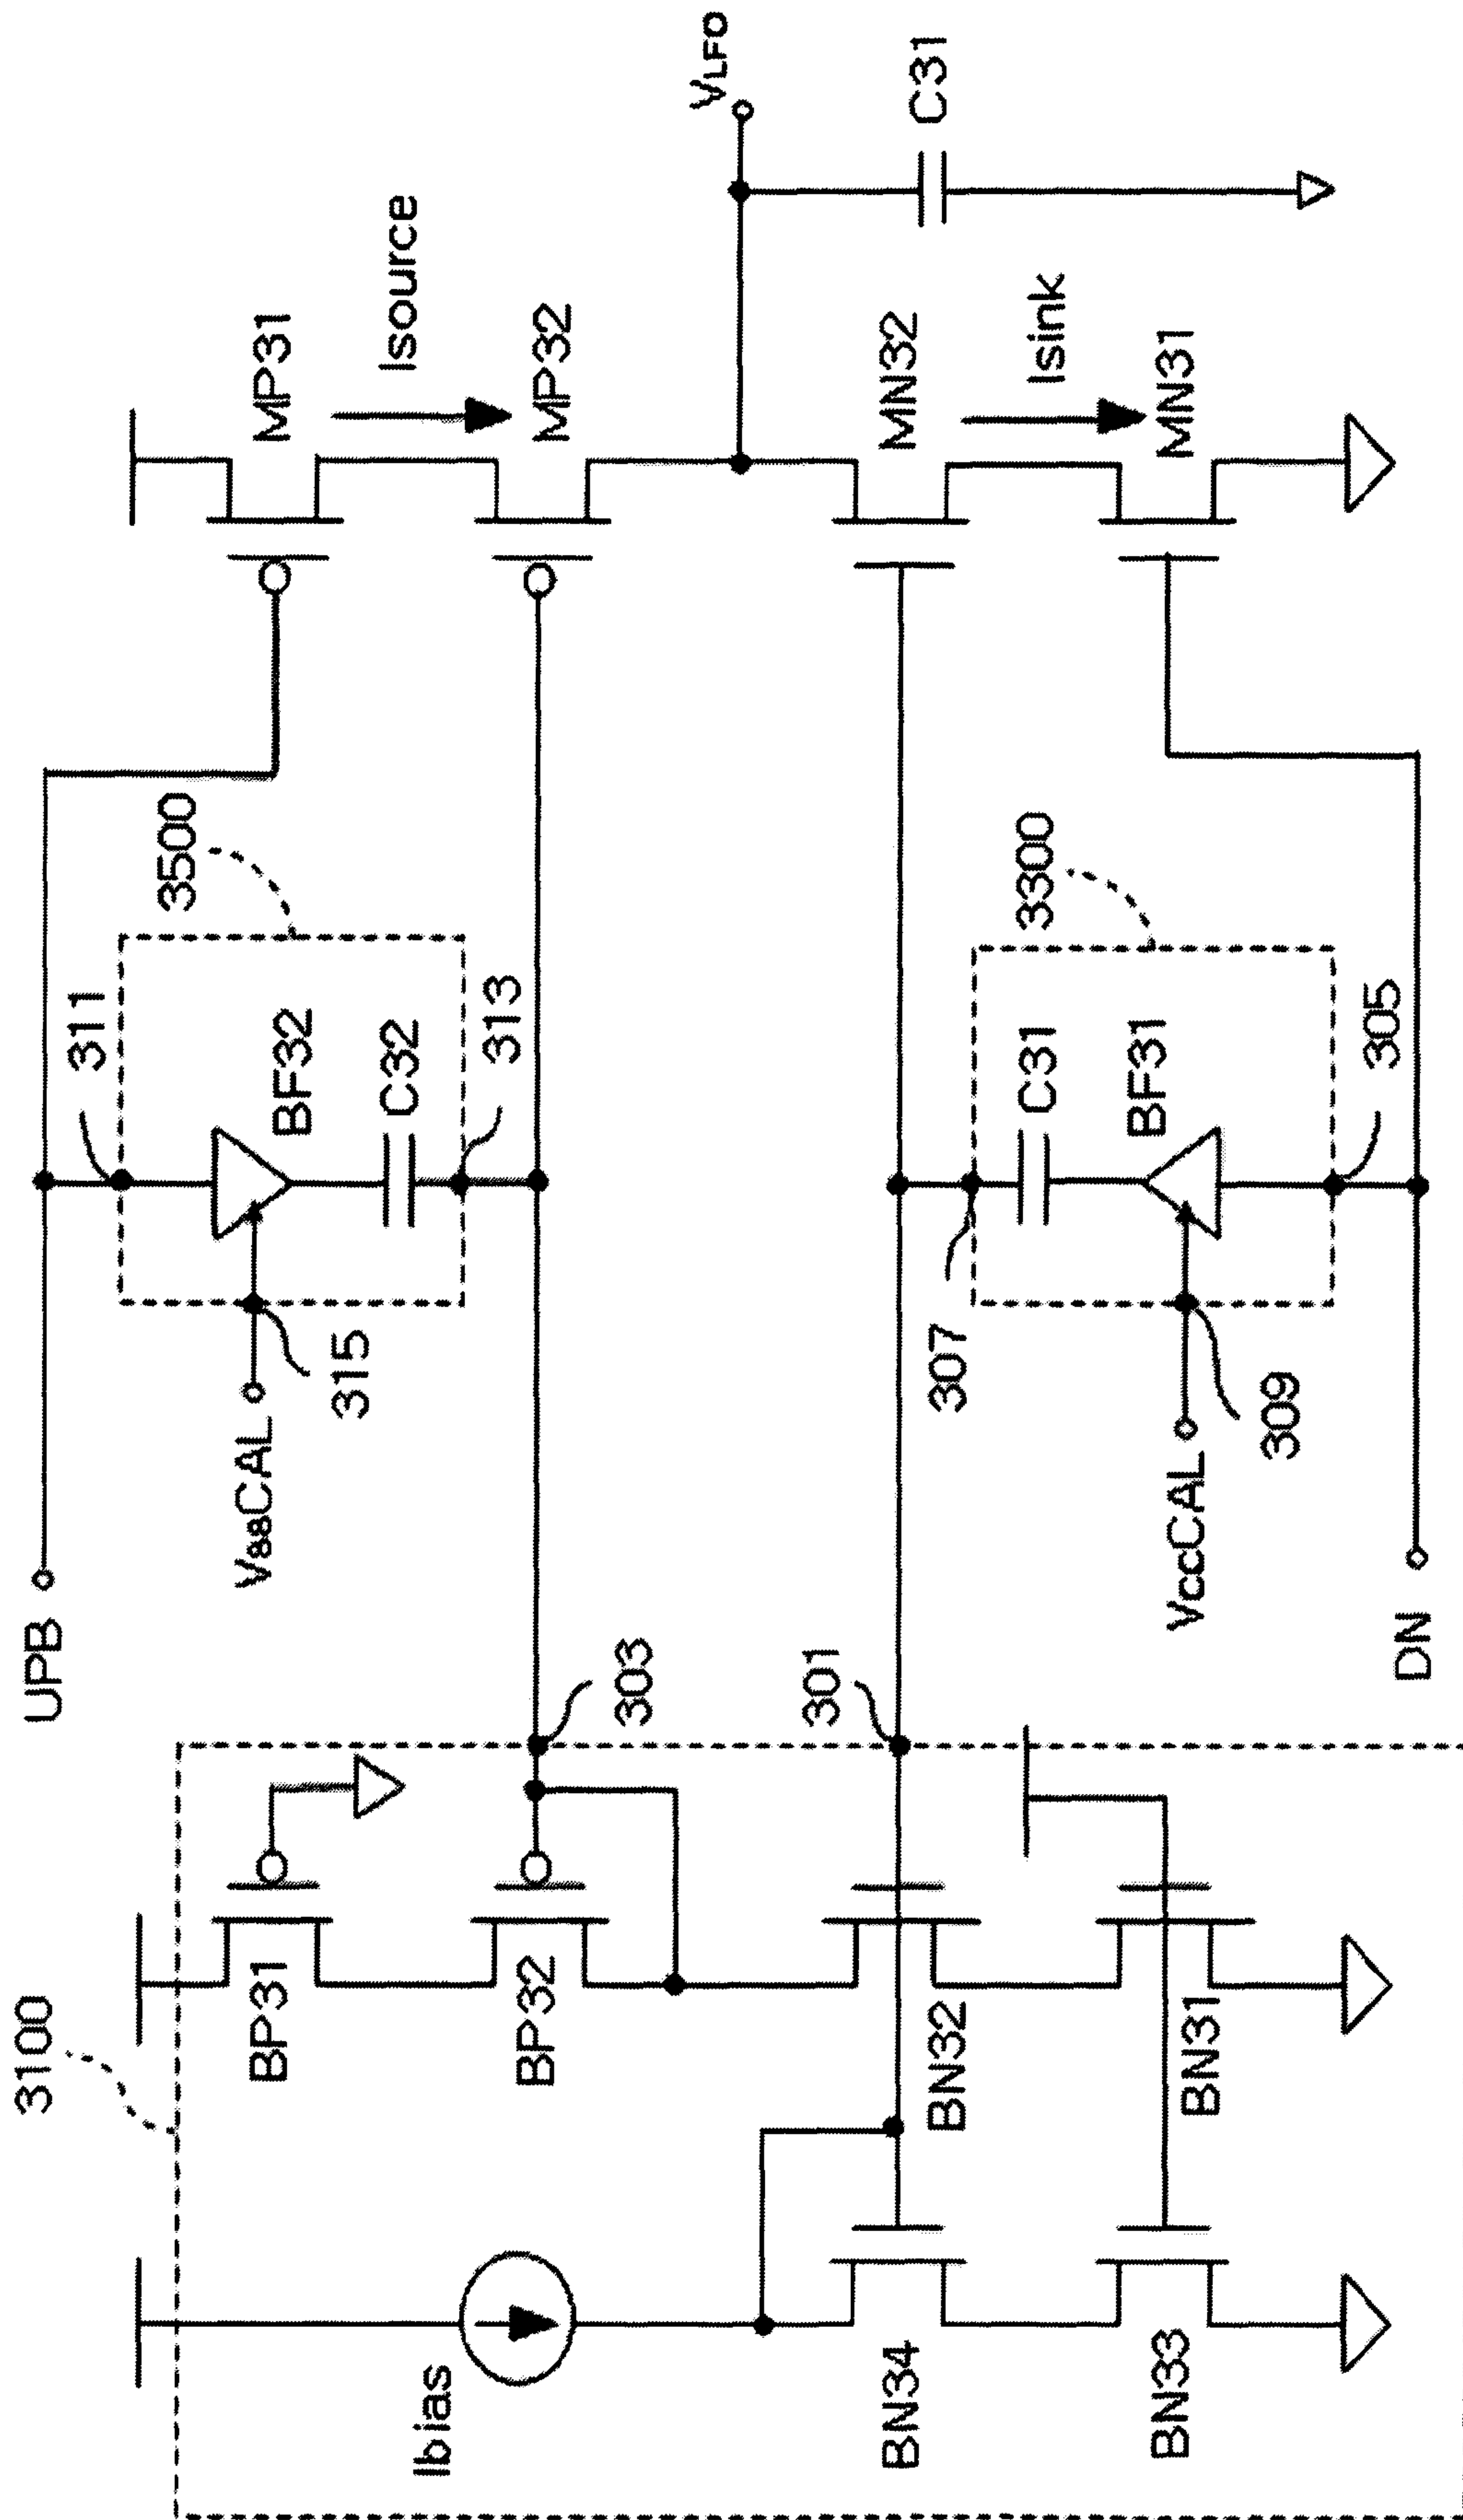 3100
Ibias
BN34
BN33
BP31
BP32
BN32
BN31
303
301
UPB
VssCAL
315
311
BF32
C32
313
3500
307
C31
BF31
VccCAL
309
305
3300
DN
MP31
Isource
MP32
MN32
Isink
MN31
VLFO
C31